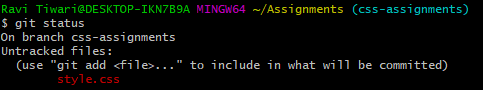 Ravi Tiwari@DESKTOP-IKN7B9A MINGW64 ~/Assignments (css-assignments)
$ git status
On branch css-assignments
Untracked files:
  (use "git add <file>..." to include in what will be committed)
        style.css